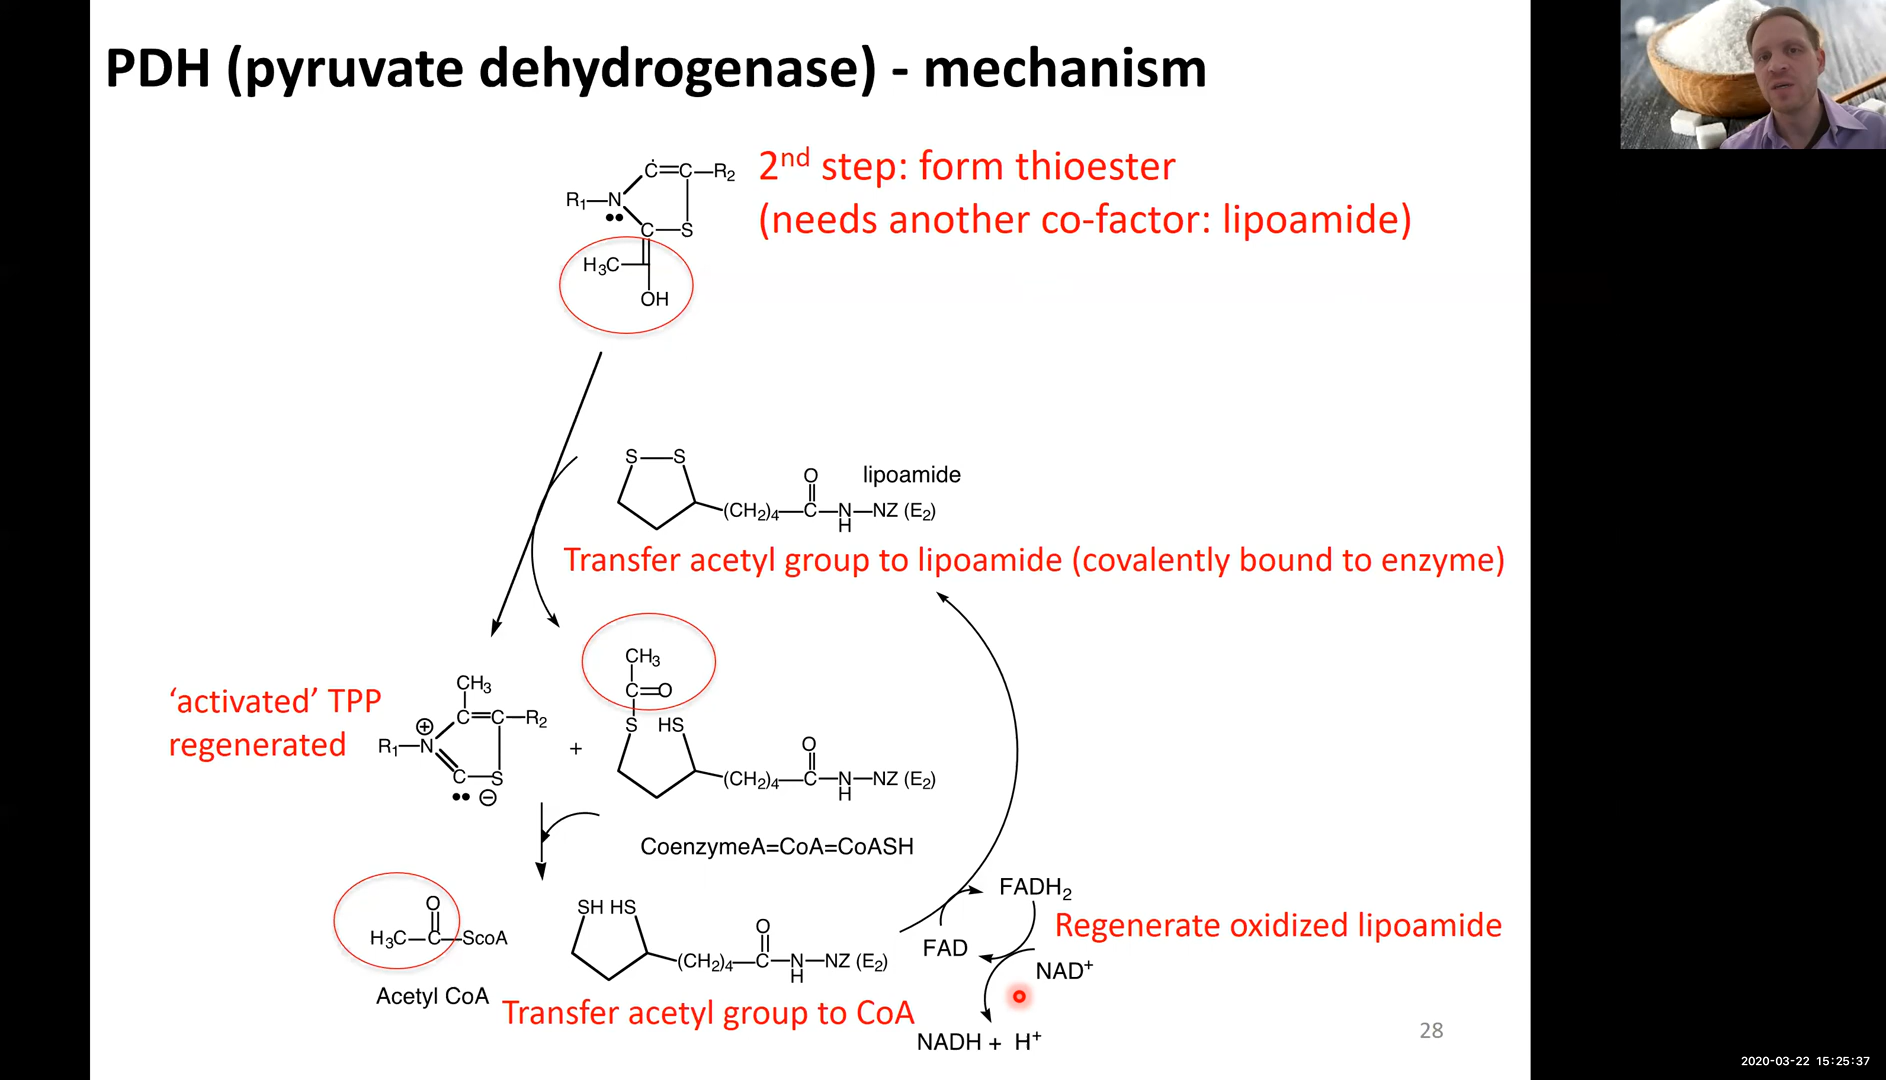 PDH (pyruvate dehydrogenase) - mechanism
2nd step: form thioester
(needs another co-factor: lipoamide)
C=C—R2
R1—N
C—S
H3C
OH
S—S
O
lipoamide
(CH2)4—C—N—NZ (E2)
H
Transfer acetyl group to lipoamide (covalently bound to enzyme)
CH3
C=O
S HS
O
(CH2)4—C—N—NZ (E2)
H
'activated' TPP
regenerated
CH3
C=C—R2
R1—N
⊕
C—S
⊖
+
CoenzymeA=CoA=CoASH
O
H3C—C—ScoA
Acetyl CoA
SH HS
O
(CH2)4—C—N—NZ (E2)
H
Transfer acetyl group to CoA
FADH2
FAD
Regenerate oxidized lipoamide
NAD+
NADH + H+
28
2020-03-22 15:25:37